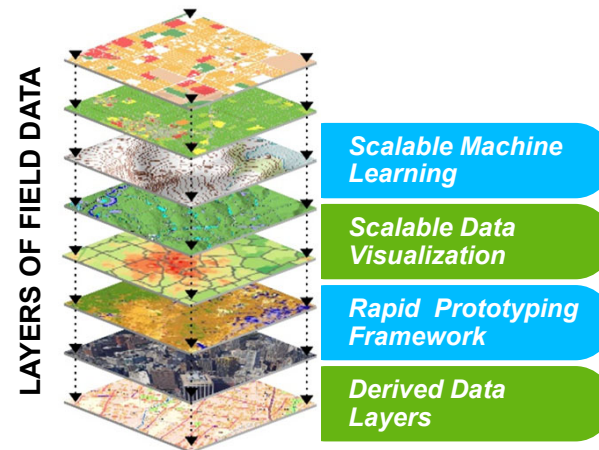 LAYERS OF FIELD DATA
Scalable Machine
Learning
Scalable Data
Visualization
Rapid Prototyping
Framework
Derived Data
Layers